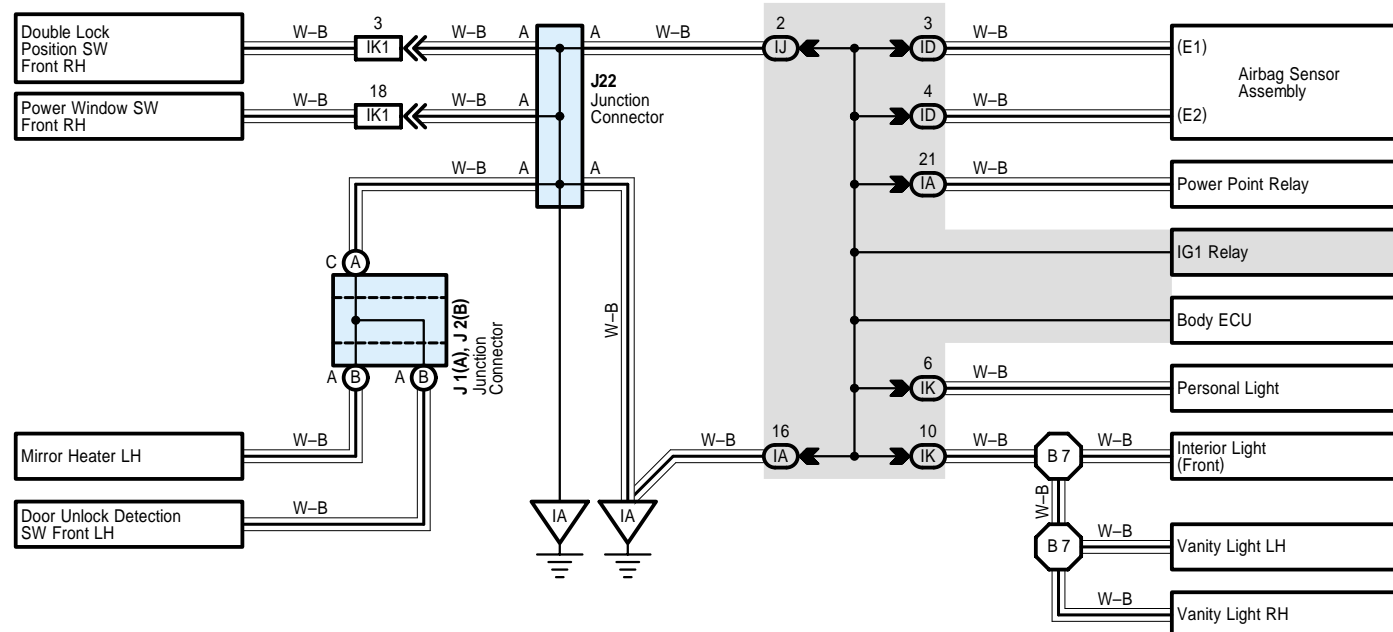 Double Lock
Position SW
Front RH
W–B
3
IK1
W–B
A
A
W–B
2
IJ
3
ID
W–B
(E1)
Airbag Sensor
Assembly
J22
Junction
Connector
Power Window SW
Front RH
W–B
18
IK1
W–B
A
4
ID
W–B
(E2)
W–B
A
A
21
IA
W–B
Power Point Relay
C
A
IG1 Relay
J 1(A), J 2(B)
Junction
Connector
W–B
Body ECU
A
B
A
B
6
IK
W–B
Personal Light
Mirror Heater LH
W–B
W–B
16
IA
10
IK
W–B
B 7
W–B
Interior Light
(Front)
W–B
Door Unlock Detection
SW Front LH
W–B
IA
IA
B 7
W–B
Vanity Light LH
W–B
Vanity Light RH